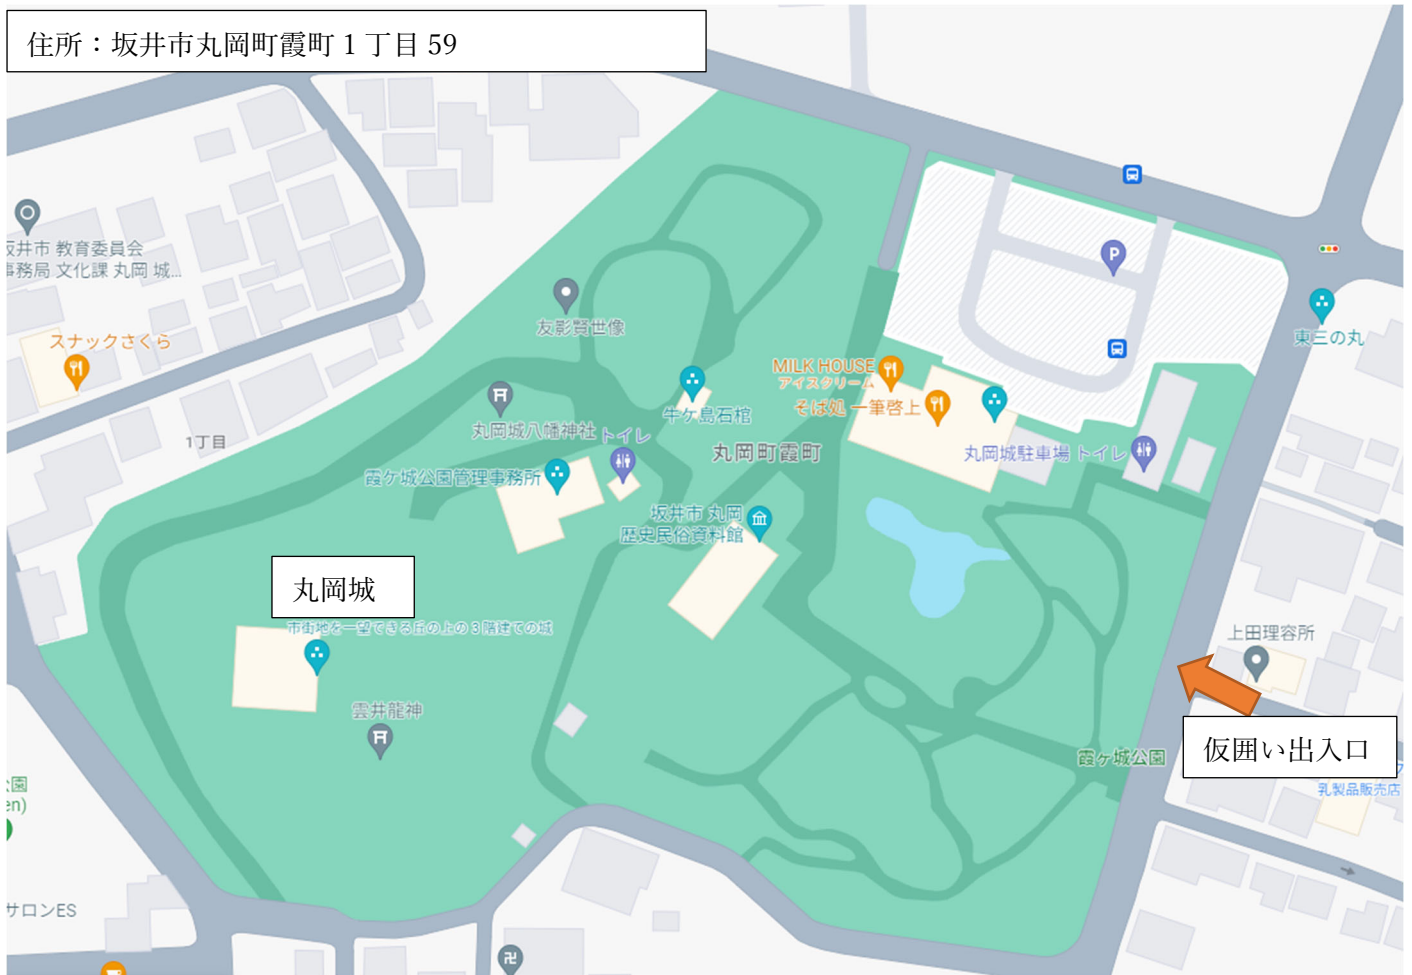 住所：坂井市丸岡町霞町１丁目 59
坂井市 教育委員会
事務局 文化課 丸岡 城...
スナックさくら
友影賢世像
東三の丸
MILK HOUSE
アイスクリーム
そば処 一筆啓上
牛ケ島石棺
丸岡城八幡神社
トイレ
1丁目
丸岡町霞町
丸岡城駐車場 トイレ
霞ケ城公園管理事務所
坂井市 丸岡
歴史民俗資料館
丸岡城
市街地を一望できる丘の上の３階建ての城
上田理容所
雲井龍神
仮囲い出入口
霞ヶ城公園
公園
en)
乳製品販売店
サロンES
P